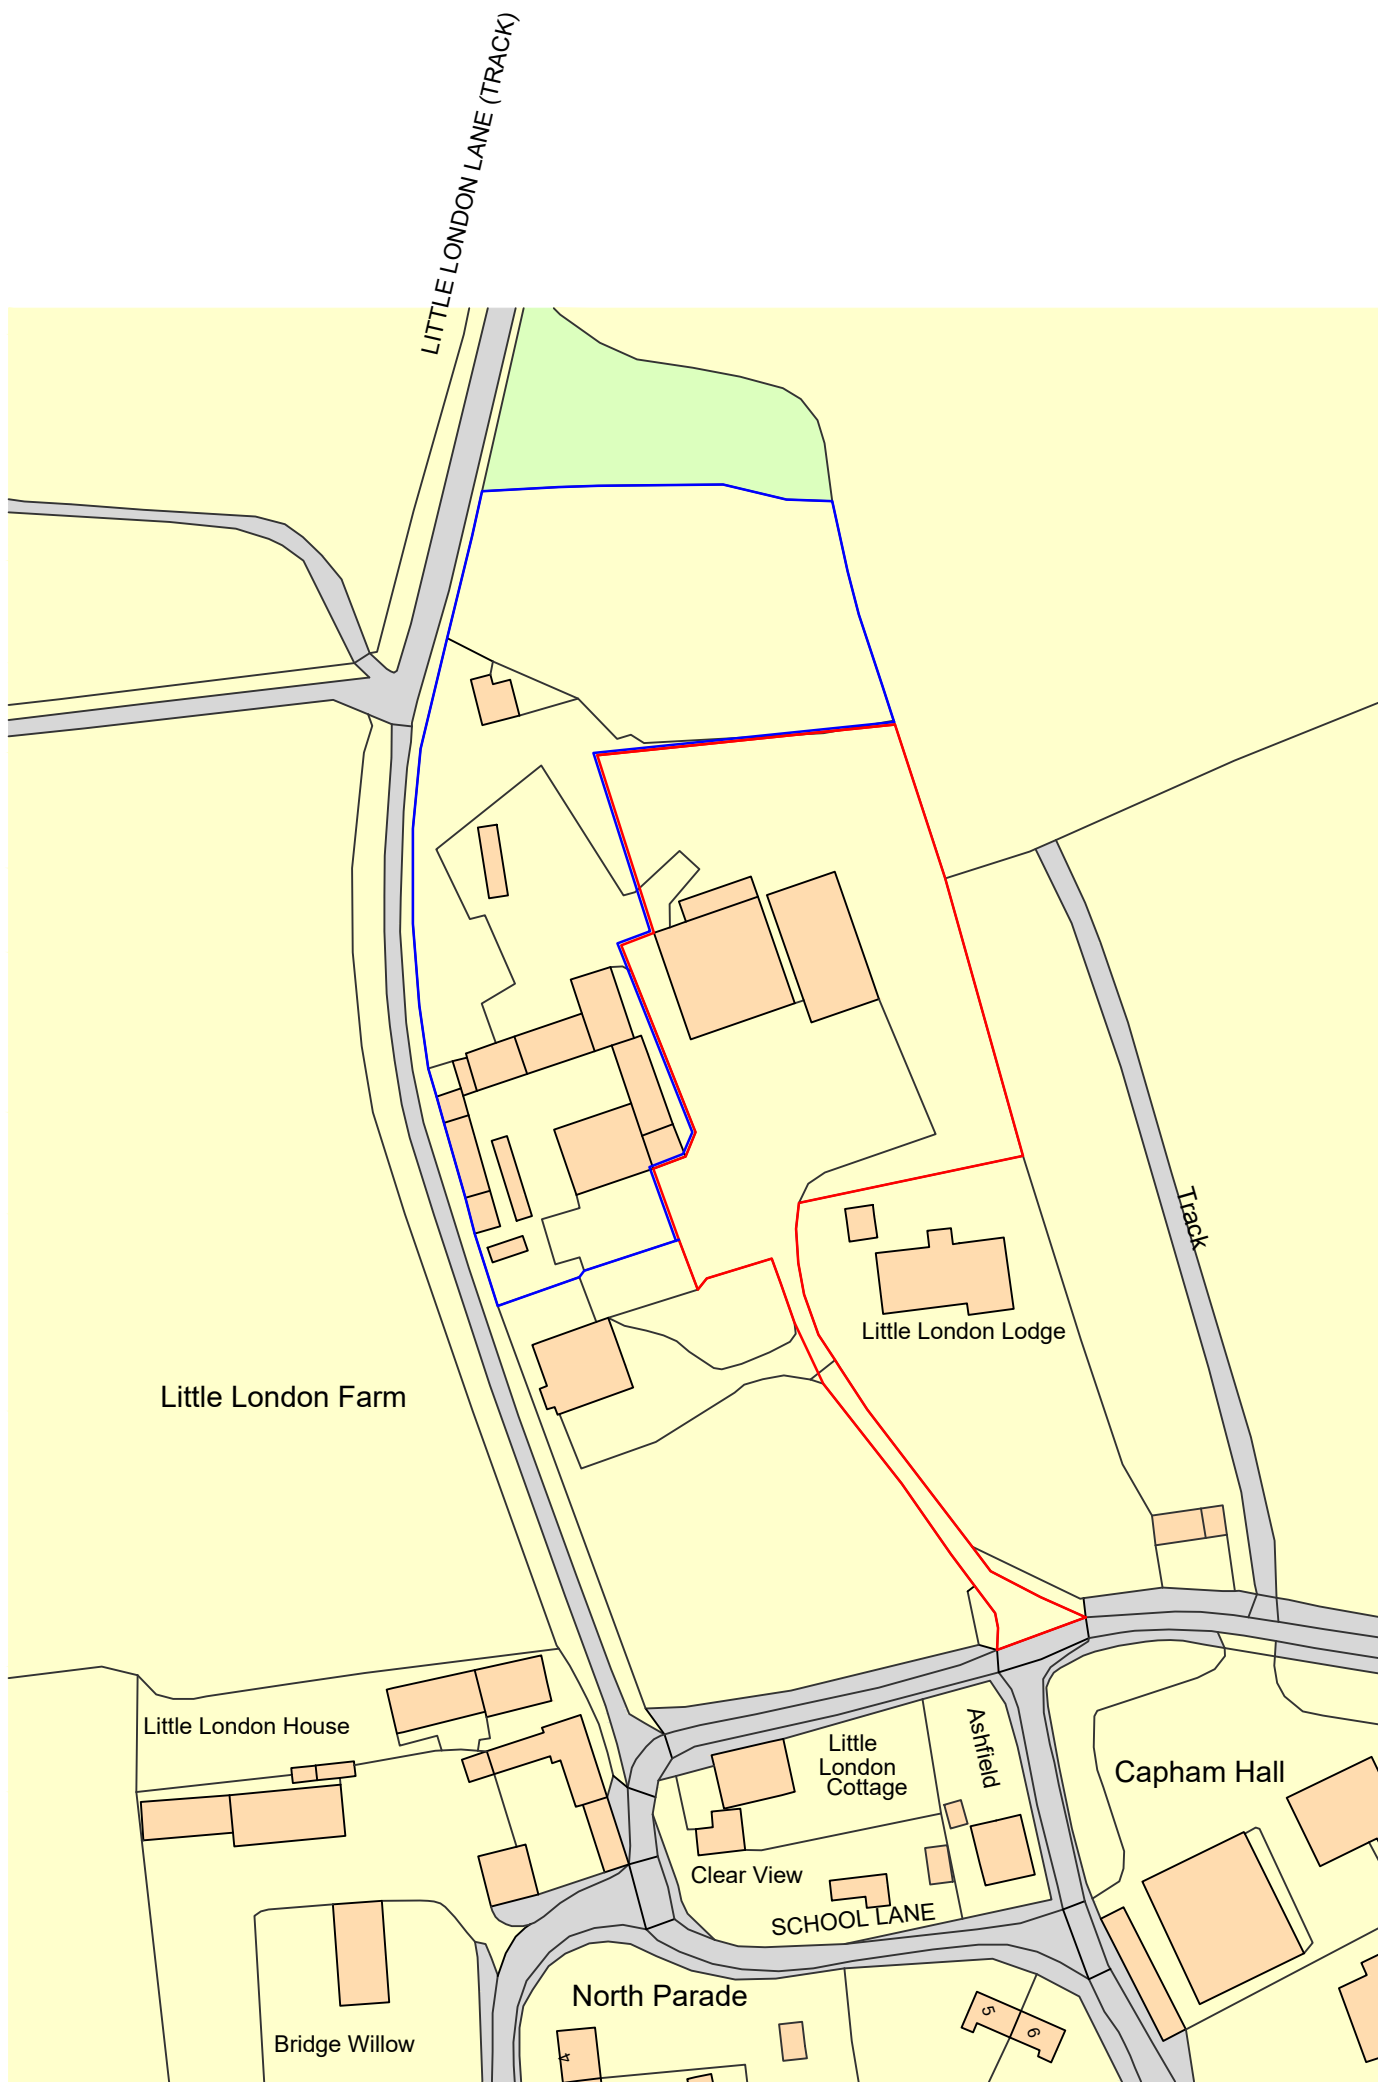 LITTLE LONDON LANE (TRACK)
Track
Little London Lodge
Little London Farm
Little London House
Little
London
Cottage
Ashfield
Capham Hall
Clear View
SCHOOL LANE
North Parade
Bridge Willow
5
6
4